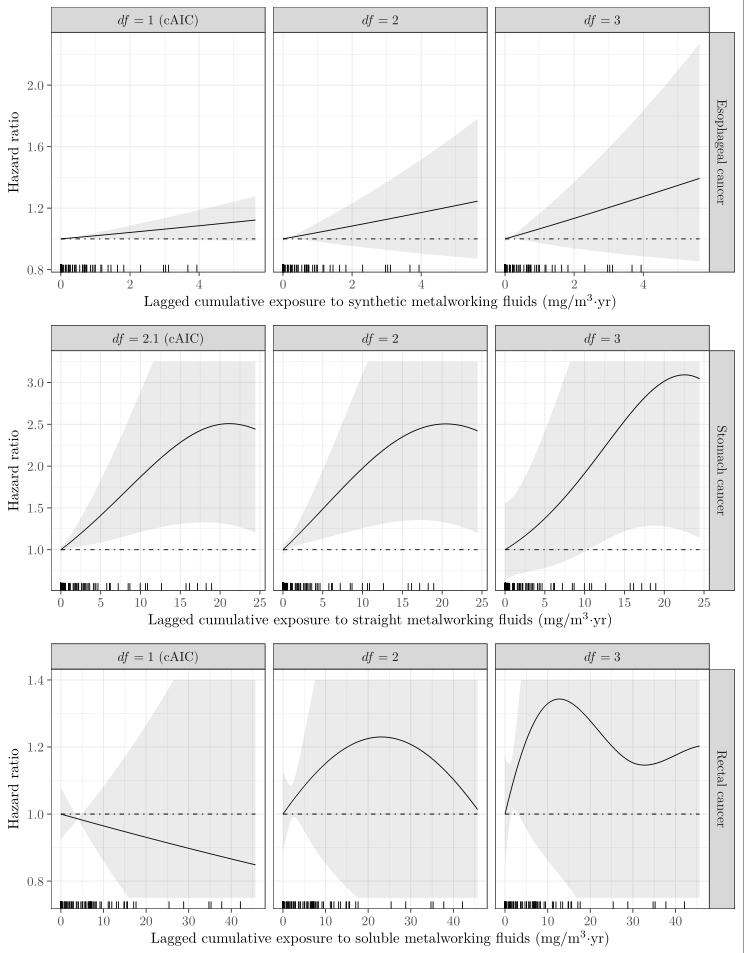 df = 1 (cAIC) df = 2 df = 3
2.0
1.6
1.2
0.8
Hazard ratio
Esophageal cancer
0 2 4 0 2 4 0 2 4
Lagged cumulative exposure to synthetic metalworking fluids (mg/m³·yr)
df = 2.1 (cAIC) df = 2 df = 3
3.0
2.5
2.0
1.5
1.0
Hazard ratio
Stomach cancer
0 5 10 15 20 25 0 5 10 15 20 25 0 5 10 15 20 25
Lagged cumulative exposure to straight metalworking fluids (mg/m³·yr)
df = 1 (cAIC) df = 2 df = 3
1.4
1.2
1.0
0.8
Hazard ratio
Rectal cancer
0 10 20 30 40 0 10 20 30 40 0 10 20 30 40
Lagged cumulative exposure to soluble metalworking fluids (mg/m³·yr)